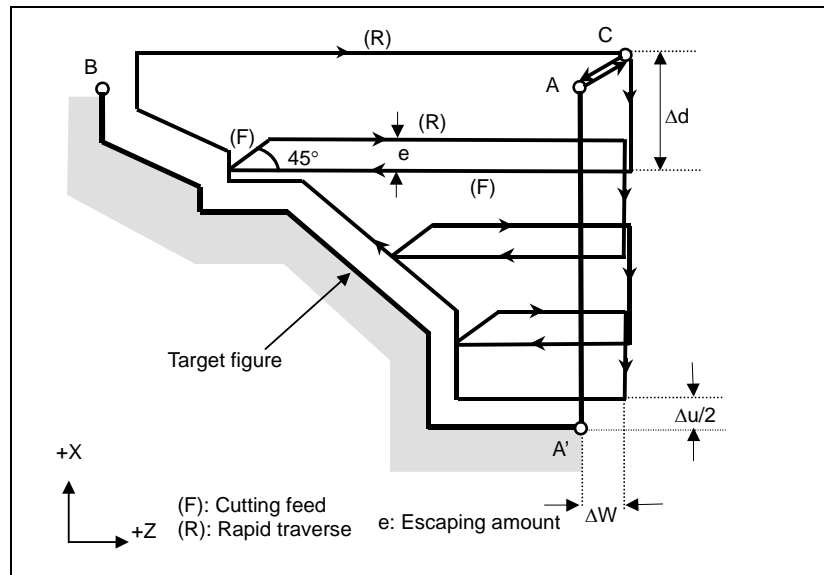 (R)
C
B
A
Δd
(F)
(R)
45°
e
(F)
Target figure
Δu/2
A'
+X
(F): Cutting feed
+Z
(R): Rapid traverse
e: Escaping amount
ΔW